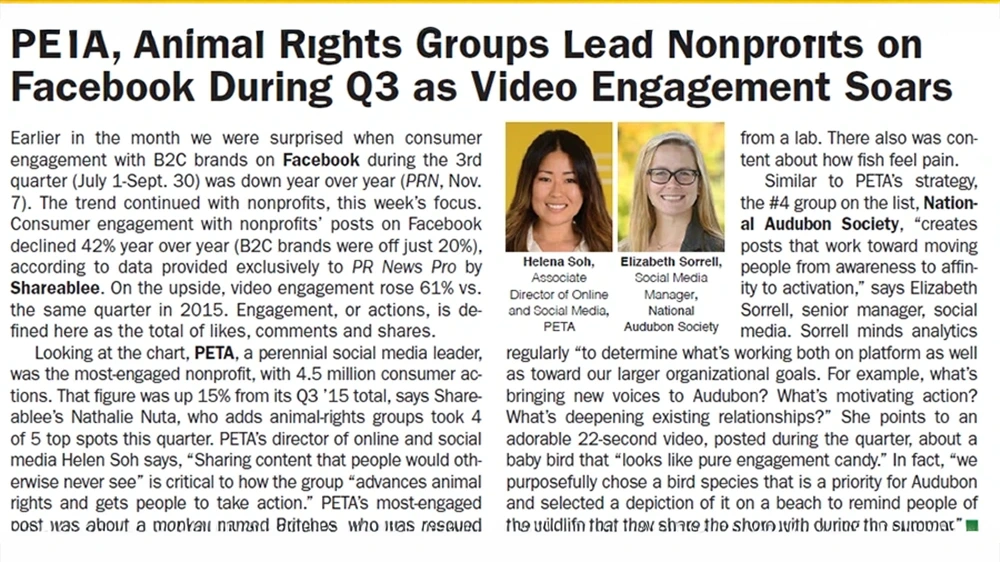 PETA, Animal Rights Groups Lead Nonprofits on
Facebook During Q3 as Video Engagement Soars
Earlier in the month we were surprised when consumer
engagement with B2C brands on Facebook during the 3rd
quarter (July 1-Sept. 30) was down year over year (PRN, Nov.
7). The trend continued with nonprofits, this week's focus.
Consumer engagement with nonprofits' posts on Facebook
declined 42% year over year (B2C brands were off just 20%),
according to data provided exclusively to PR News Pro by
Shareablee. On the upside, video engagement rose 61% vs.
the same quarter in 2015. Engagement, or actions, is de-
fined here as the total of likes, comments and shares.
Looking at the chart, PETA, a perennial social media leader,
was the most-engaged nonprofit, with 4.5 million consumer ac-
tions. That figure was up 15% from its Q3 '15 total, says Share-
ablee's Nathalie Nuta, who adds animal-rights groups took 4
of 5 top spots this quarter. PETA's director of online and social
media Helen Soh says, “Sharing content that people would oth-
erwise never see” is critical to how the group “advances animal
rights and gets people to take action.” PETA's most-engaged
post was about a monkey named Britches, who was rescued
Helena Soh,
Associate
Director of Online
and Social Media,
PETA
Elizabeth Sorrell,
Social Media
Manager,
National
Audubon Society
from a lab. There also was con-
tent about how fish feel pain.
Similar to PETA's strategy,
the #4 group on the list, Nation-
al Audubon Society, “creates
posts that work toward moving
people from awareness to affin-
ity to activation,” says Elizabeth
Sorrell, senior manager, social
media. Sorrell minds analytics
regularly “to determine what's working both on platform as well
as toward our larger organizational goals. For example, what's
bringing new voices to Audubon? What's motivating action?
What's deepening existing relationships?” She points to an
adorable 22-second video, posted during the quarter, about a
baby bird that “looks like pure engagement candy.” In fact, “we
purposefully chose a bird species that is a priority for Audubon
and selected a depiction of it on a beach to remind people of
the wildlife that they share the shore with during the summer.”